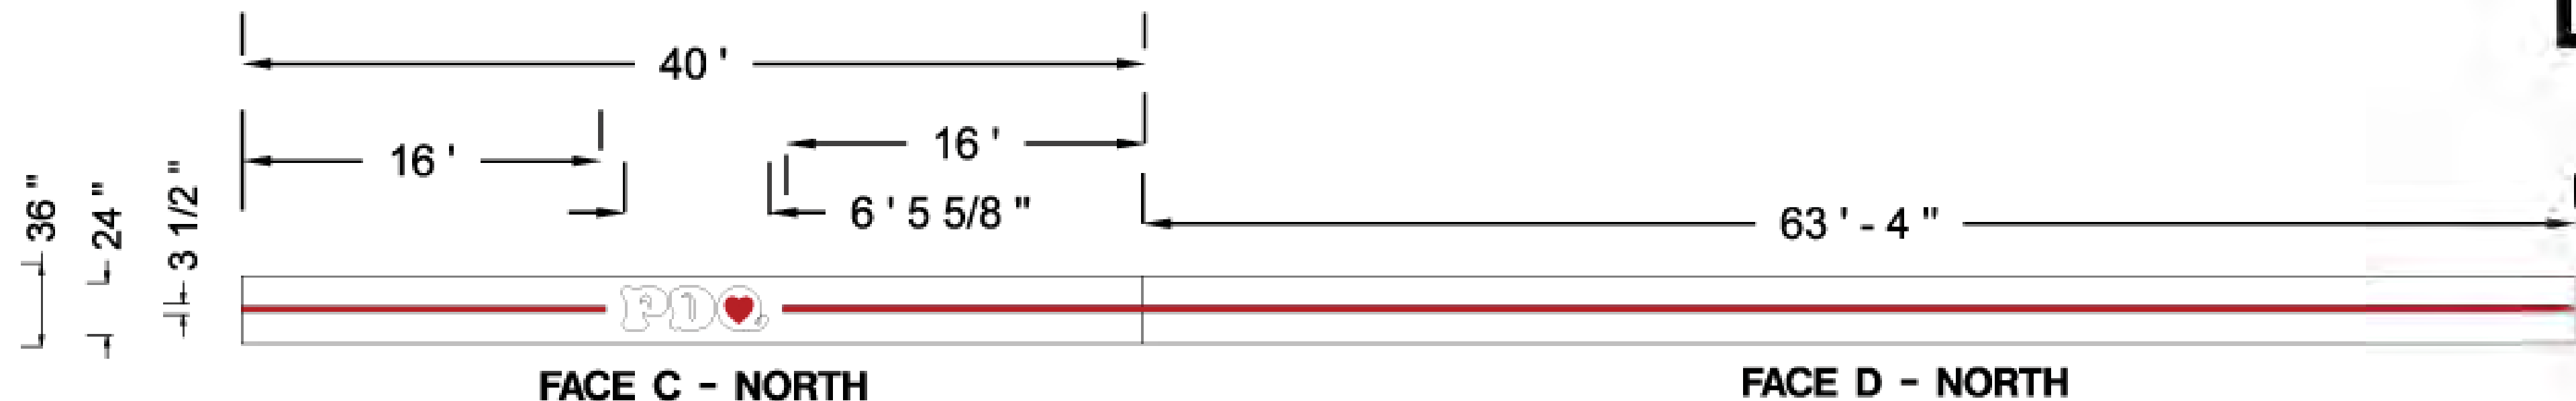 40 '
16 '
16 '
6 ' 5 5/8 "
63 ' - 4 "
36 "
24 "
3 1/2 "
PDQ
FACE C - NORTH
FACE D - NORTH